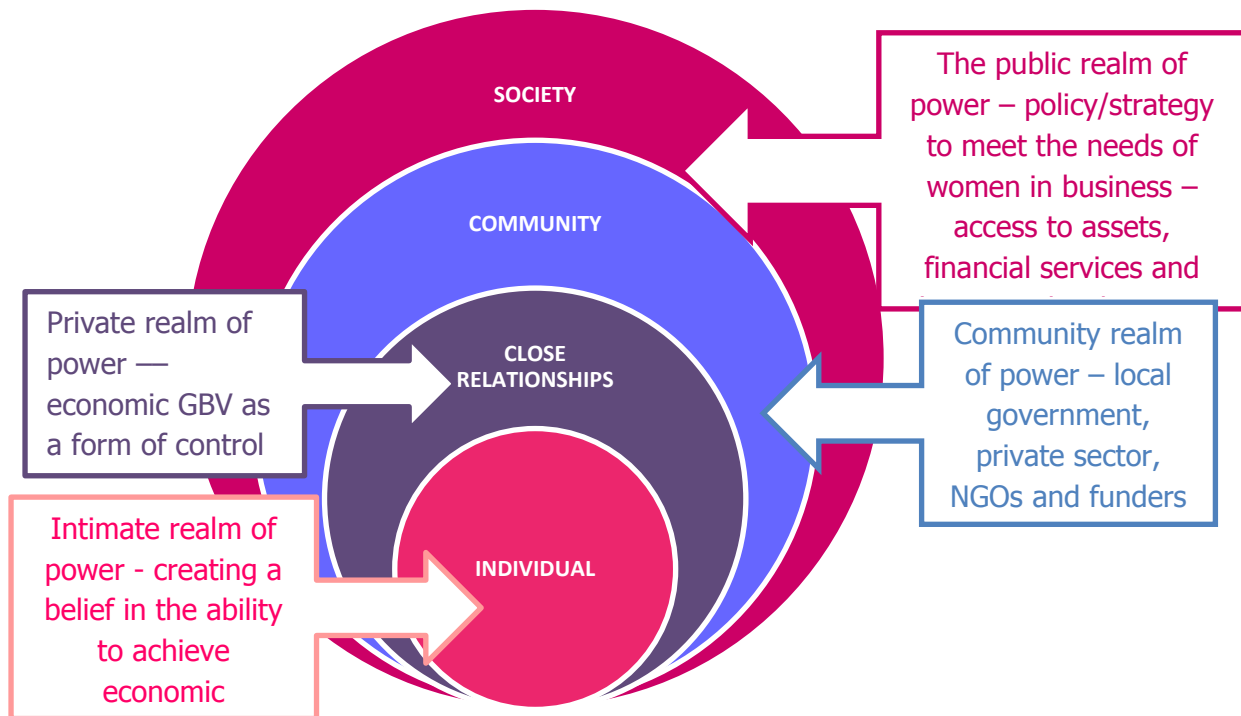 SOCIETY
The public realm of
power – policy/strategy
to meet the needs of
women in business –
access to assets,
financial services and
COMMUNITY
Private realm of
power —
economic GBV as
a form of control
CLOSE
RELATIONSHIPS
Community realm
of power – local
government,
private sector,
NGOs and funders
Intimate realm of
power - creating a
belief in the ability
to achieve
economic
INDIVIDUAL